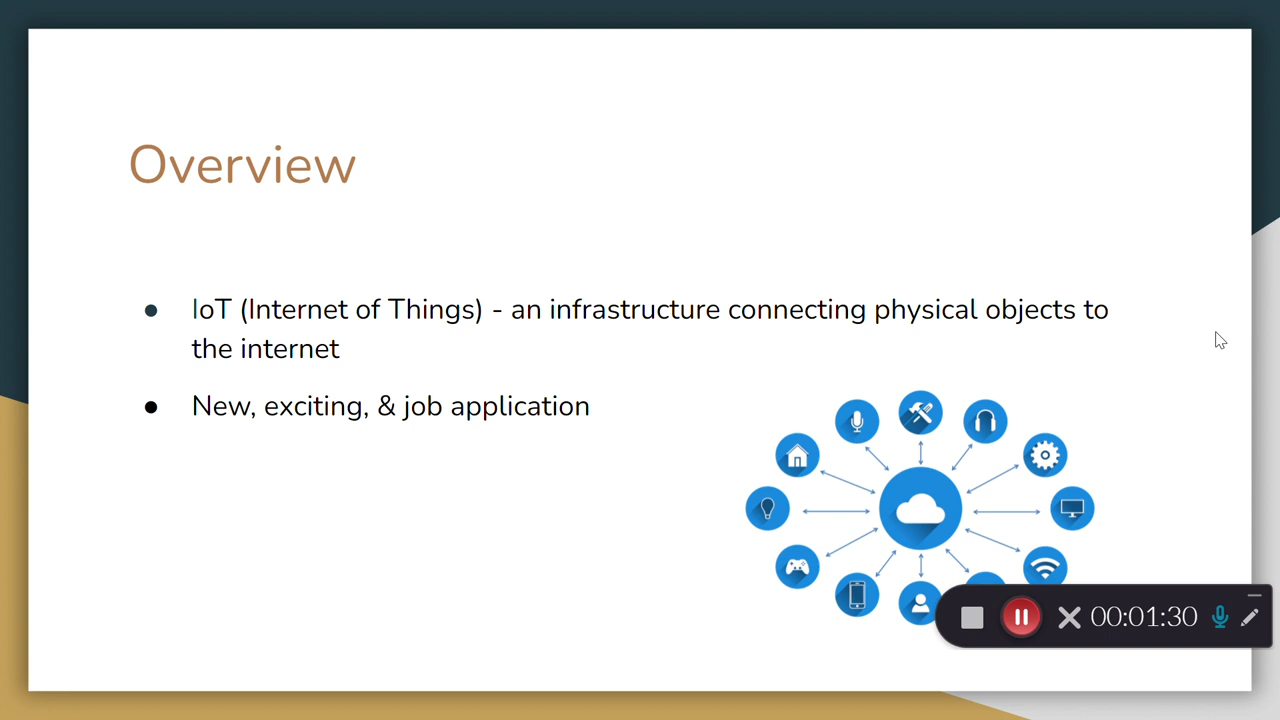 Overview
● IoT (Internet of Things) - an infrastructure connecting physical objects to
the internet
● New, exciting, & job application
00:01:30